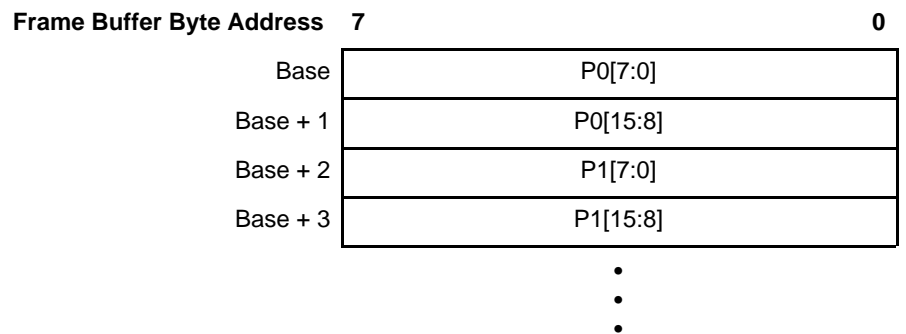 Frame Buffer Byte Address 7 0
Base P0[7:0]
Base + 1 P0[15:8]
Base + 2 P1[7:0]
Base + 3 P1[15:8]
•
•
•